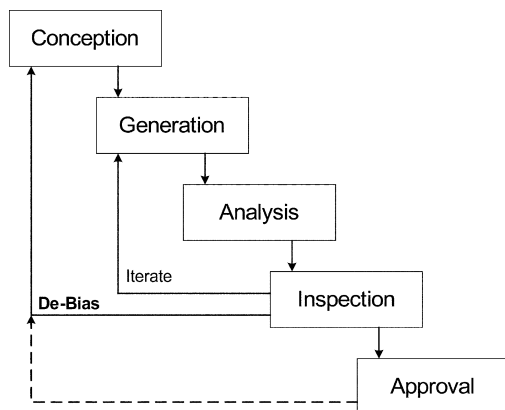 Conception
Generation
Analysis
Iterate
De-Bias
Inspection
Approval